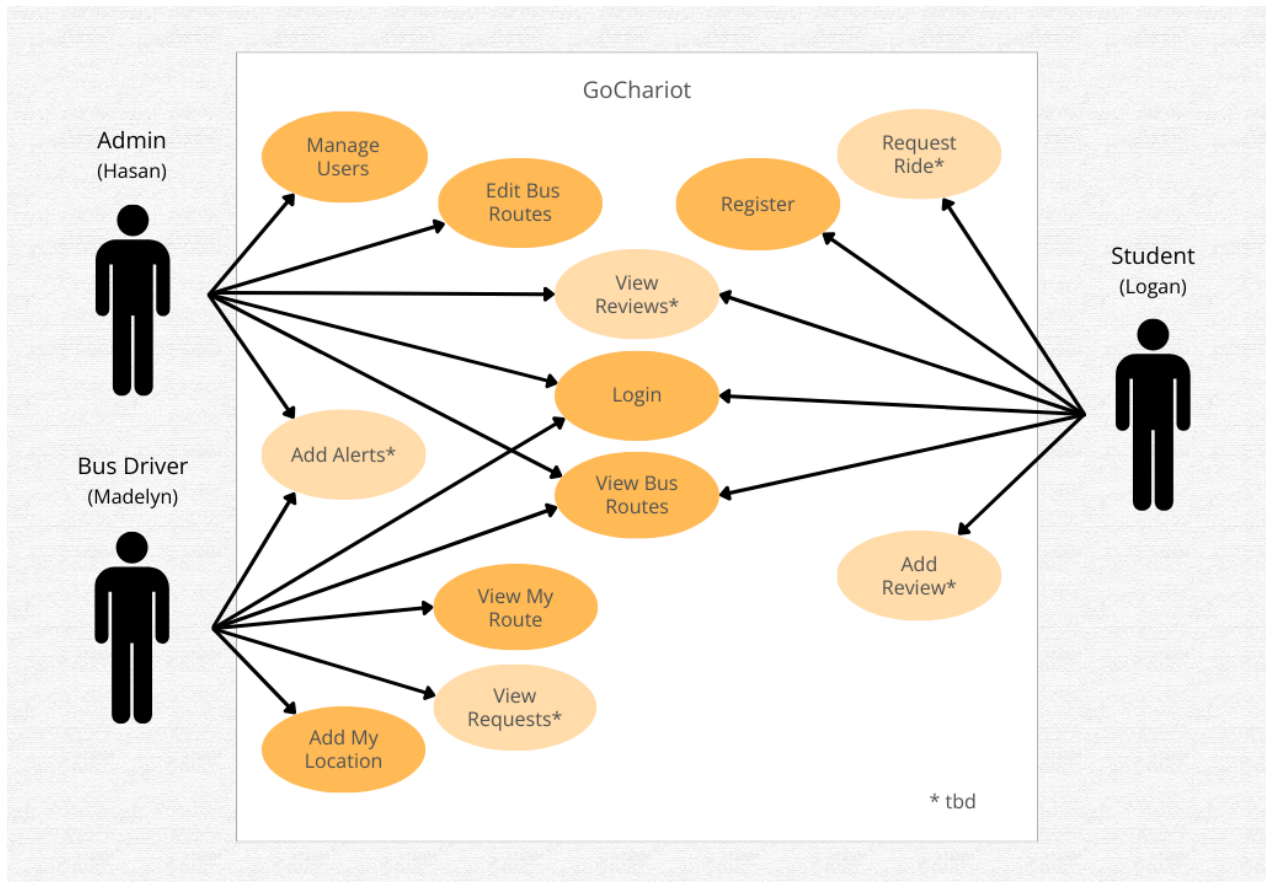 GoChariot
Admin
(Hasan)
Manage
Users
Edit Bus
Routes
Register
Request
Ride*
Student
(Logan)
View
Reviews*
Login
Add Alerts*
Bus Driver
(Madelyn)
View Bus
Routes
View My
Route
Add
Review*
View
Requests*
Add My
Location
* tbd